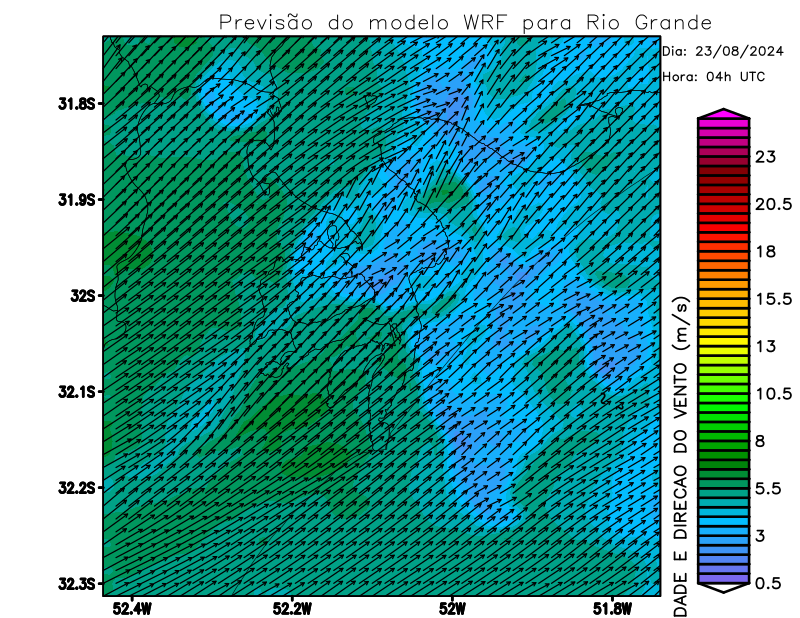 Previsão do modelo WRF para Rio Grande
Dia: 23/08/2024
Hora: 04h UTC
31.8S
31.9S
32S
32.1S
32.2S
32.3S
52.4W
52.2W
52W
51.8W
23
20.5
18
15.5
13
10.5
8
5.5
3
0.5
DADE E DIRECAO DO VENTO (m/s)